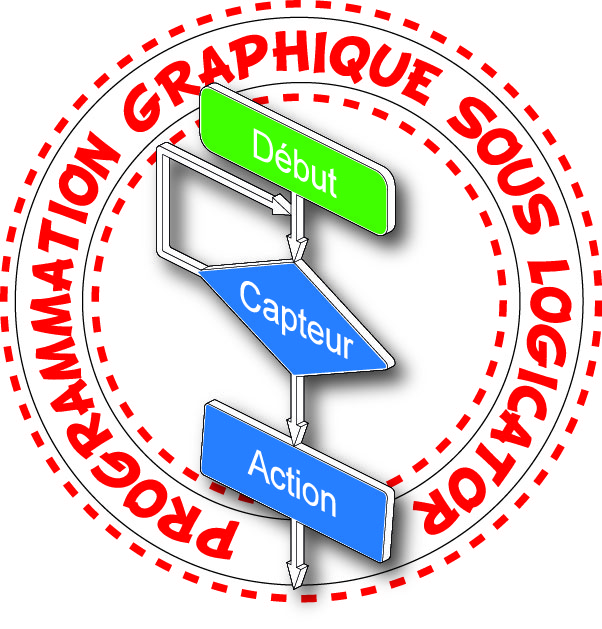 PROGRAMMATION GRAPHIQUE SOUS LOGICATOR
Début
Capteur
Action